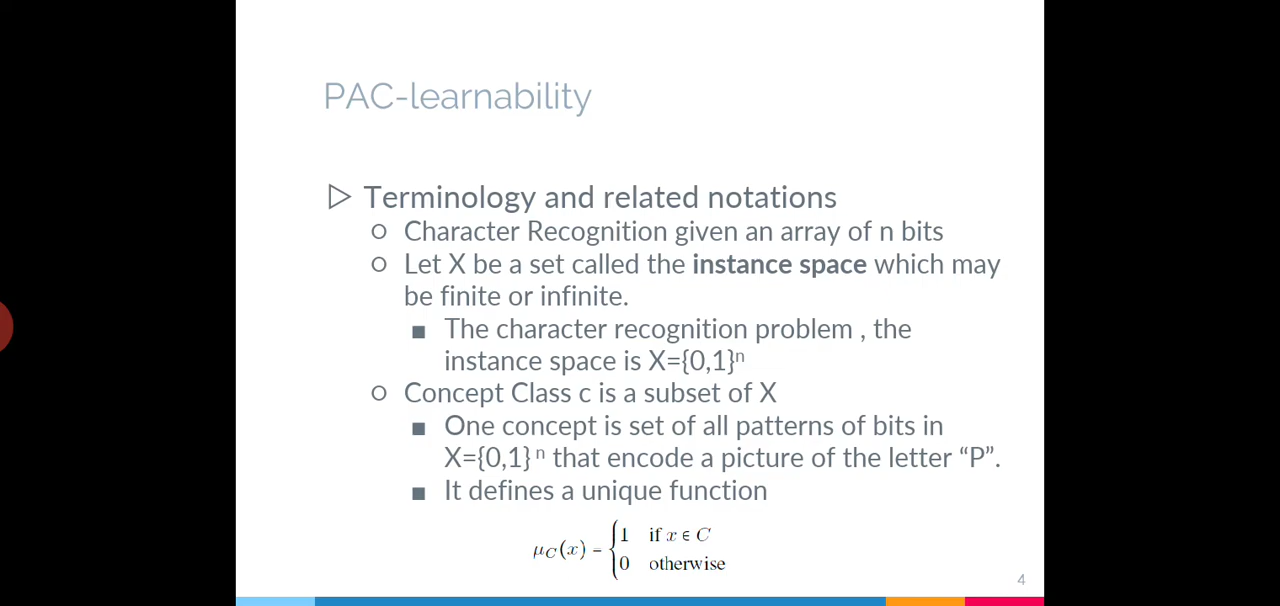 PAC-learnability
Terminology and related notations
Character Recognition given an array of n bits
Let X be a set called the instance space which may
be finite or infinite.
The character recognition problem , the
instance space is X={0,1}ⁿ
Concept Class c is a subset of X
One concept is set of all patterns of bits in
X={0,1} ⁿ that encode a picture of the letter “P”.
It defines a unique function
μ_C(x) = { 1 if x ∈ C
0 otherwise
4